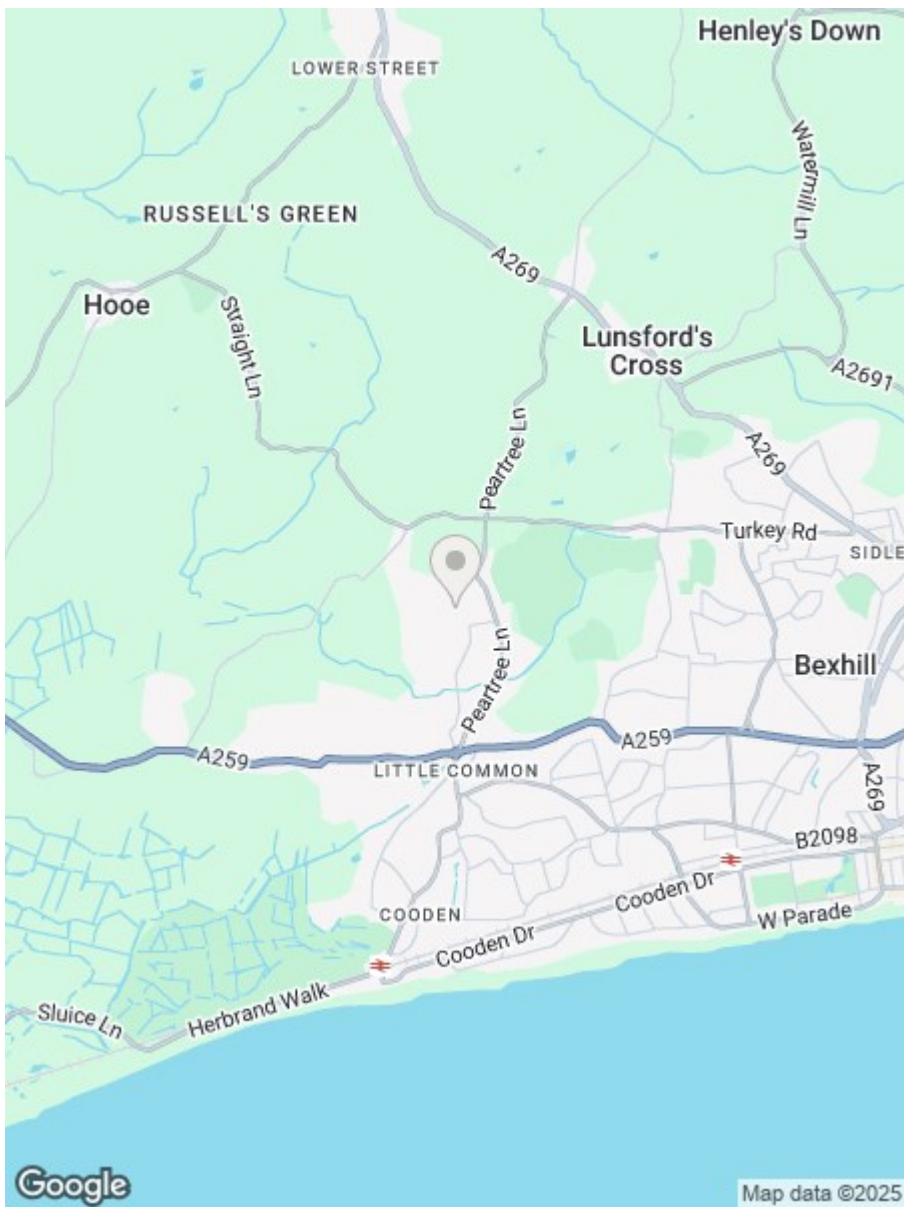 Henley's Down
LOWER STREET
Watermill Ln
RUSSELL'S GREEN
A269
Hooe
Straight Ln
Lunsford's
Cross
A2691
Peartree Ln
A269
Turkey Rd
SIDLE
Peartree Ln
Bexhill
A259
A259
LITTLE COMMON
A269
B2098
Cooden Dr
COODEN
W Parade
Cooden Dr
Herbrand Walk
Sluice Ln
Google
Map data ©2025